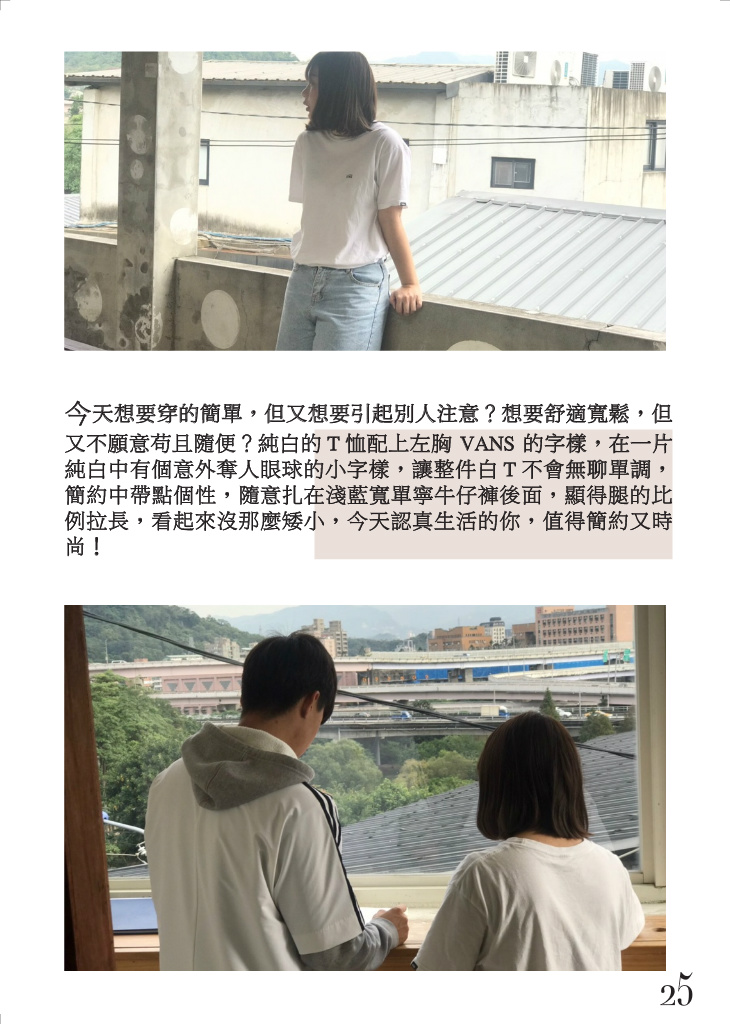 今天想要穿的簡單，但又想要引起別人注意？想要舒適寬鬆，但
又不願意苟且隨便？純白的 T 恤配上左胸 VANS 的字樣，在一片
純白中有個意外奪人眼球的小字樣，讓整件白 T 不會無聊單調，
簡約中帶點個性，隨意扎在淺藍寬單寧牛仔褲後面，顯得腿的比
例拉長，看起來沒那麼矮小，今天認真生活的你，值得簡約又時
尚！
25